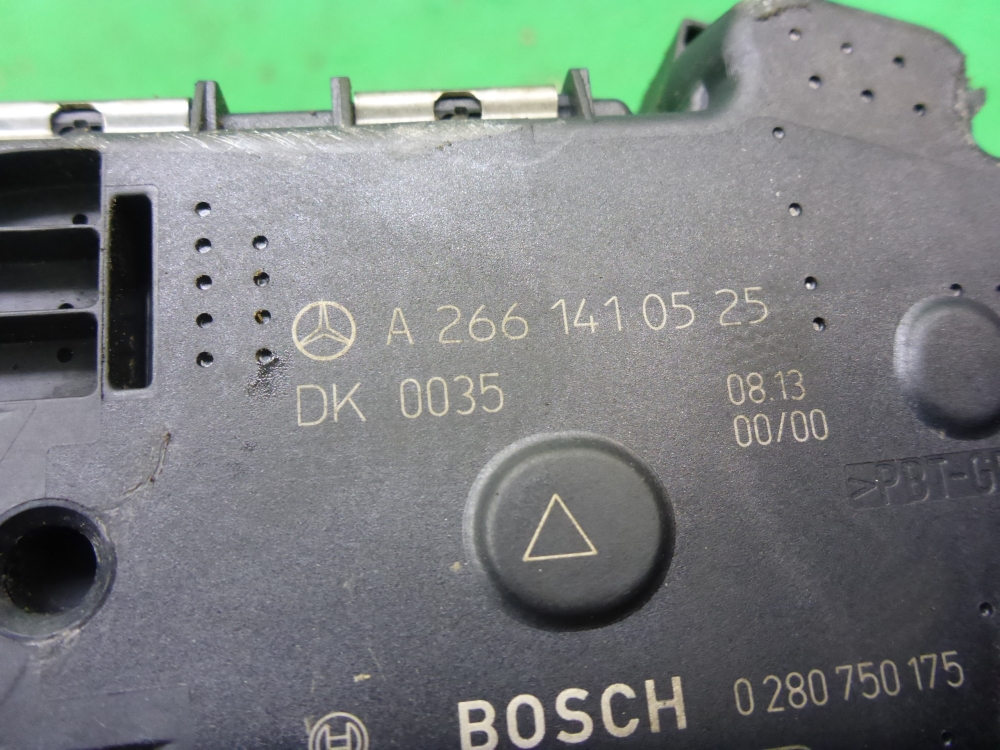 A 266 141 05 25
DK 0035
08.13
00/00
>PBT-G
BOSCH 0 280 750 175